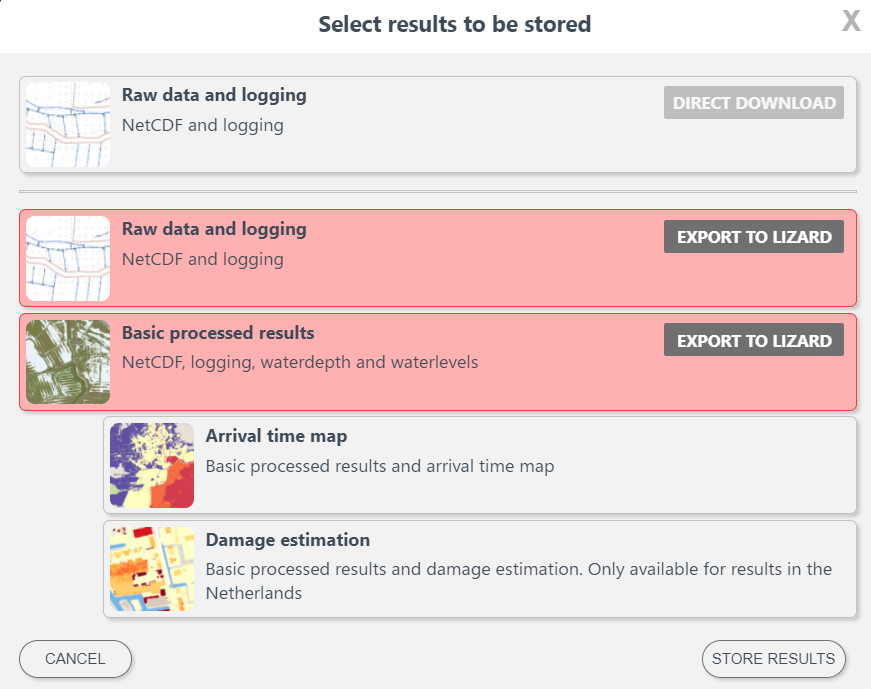 Select results to be stored
X
Raw data and logging
DIRECT DOWNLOAD
NetCDF and logging
Raw data and logging
EXPORT TO LIZARD
NetCDF and logging
Basic processed results
EXPORT TO LIZARD
NetCDF, logging, waterdepth and waterlevels
Arrival time map
Basic processed results and arrival time map
Damage estimation
Basic processed results and damage estimation. Only available for results in the
Netherlands
CANCEL
STORE RESULTS